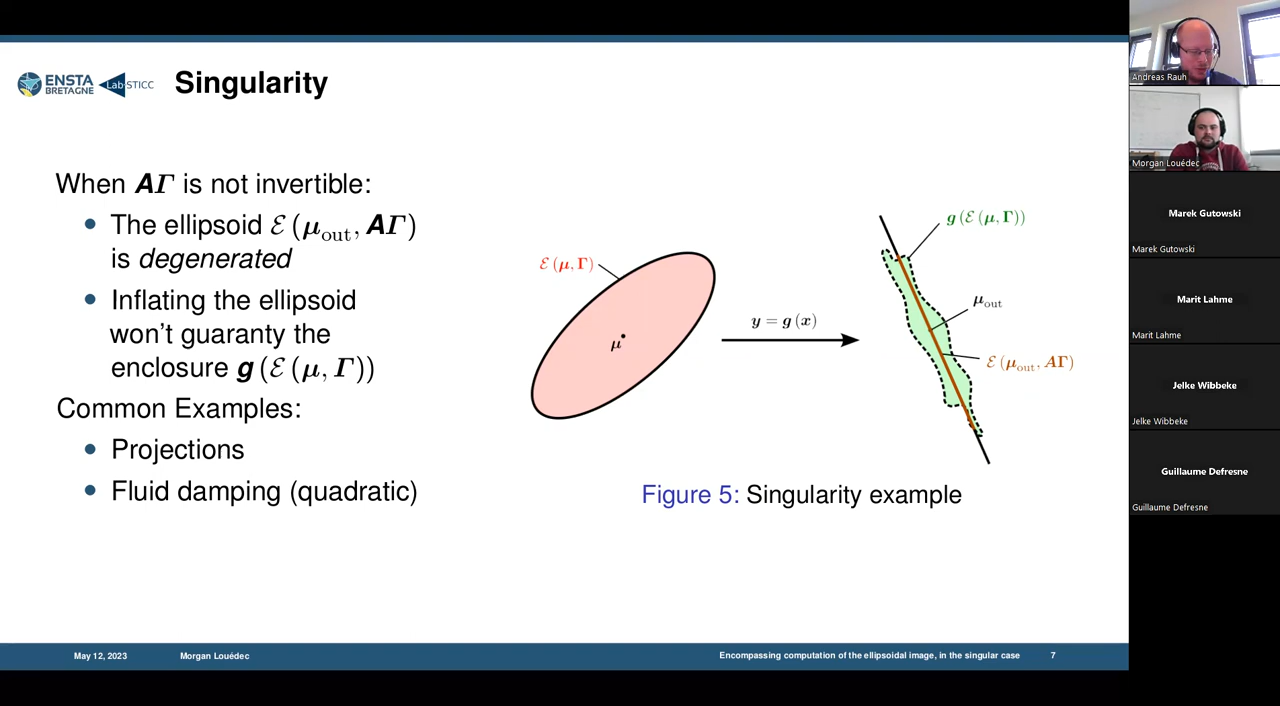 ENSTA
BRETAGNE
Lab-STICC
Singularity
When AΓ is not invertible:
The ellipsoid ℰ (μout, AΓ)
is degenerated
Inflating the ellipsoid
won't guaranty the
enclosure g (ℰ (μ, Γ))
Common Examples:
Projections
Fluid damping (quadratic)
ℰ (μ, Γ)
μ
y = g (x)
g (ℰ (μ, Γ))
μout
ℰ (μout, AΓ)
Figure 5: Singularity example
May 12, 2023
Morgan Louédec
Encompassing computation of the ellipsoidal image, in the singular case
7
Andreas Rauh
Morgan Louédec
Marek Gutowski
Marek Gutowski
Marit Lahme
Marit Lahme
Jelke Wibbeke
Jelke Wibbeke
Guillaume Defresne
Guillaume Defresne